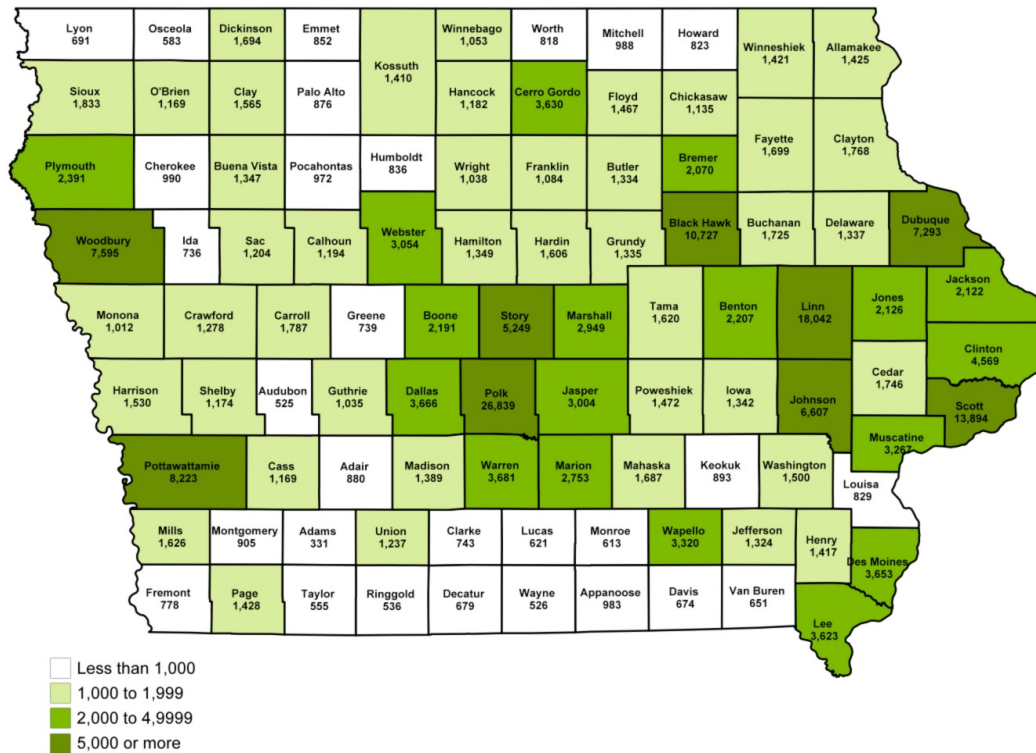 Lyon
691
Osceola
583
Dickinson
1,694
Emmet
852
Kossuth
1,410
Winnebago
1,053
Worth
818
Mitchell
988
Howard
823
Winneshiek
1,421
Allamakee
1,425
Sioux
1,833
O'Brien
1,169
Clay
1,565
Palo Alto
876
Hancock
1,182
Cerro Gordo
3,630
Floyd
1,467
Chickasaw
1,135
Plymouth
2,391
Cherokee
990
Buena Vista
1,347
Pocahontas
972
Humboldt
836
Wright
1,038
Franklin
1,084
Butler
1,334
Bremer
2,070
Fayette
1,699
Clayton
1,768
Woodbury
7,595
Ida
736
Sac
1,204
Calhoun
1,194
Webster
3,054
Hamilton
1,349
Hardin
1,606
Grundy
1,335
Black Hawk
10,727
Buchanan
1,725
Delaware
1,337
Dubuque
7,293
Monona
1,012
Crawford
1,278
Carroll
1,787
Greene
739
Boone
2,191
Story
5,249
Marshall
2,949
Tama
1,620
Benton
2,207
Linn
18,042
Jones
2,126
Jackson
2,122
Clinton
4,569
Harrison
1,530
Shelby
1,174
Audubon
525
Guthrie
1,035
Dallas
3,666
Polk
26,839
Jasper
3,004
Poweshiek
1,472
Iowa
1,342
Johnson
6,607
Cedar
1,746
Scott
13,894
Muscatine
3,267
Pottawattamie
8,223
Cass
1,169
Adair
880
Madison
1,389
Warren
3,681
Marion
2,753
Mahaska
1,687
Keokuk
893
Washington
1,500
Louisa
829
Mills
1,626
Montgomery
905
Adams
331
Union
1,237
Clarke
743
Lucas
621
Monroe
613
Wapello
3,320
Jefferson
1,324
Henry
1,417
Des Moines
3,653
Fremont
778
Page
1,428
Taylor
555
Ringgold
536
Decatur
679
Wayne
526
Appanoose
983
Davis
674
Van Buren
651
Lee
3,623
Less than 1,000
1,000 to 1,999
2,000 to 4,9999
5,000 or more